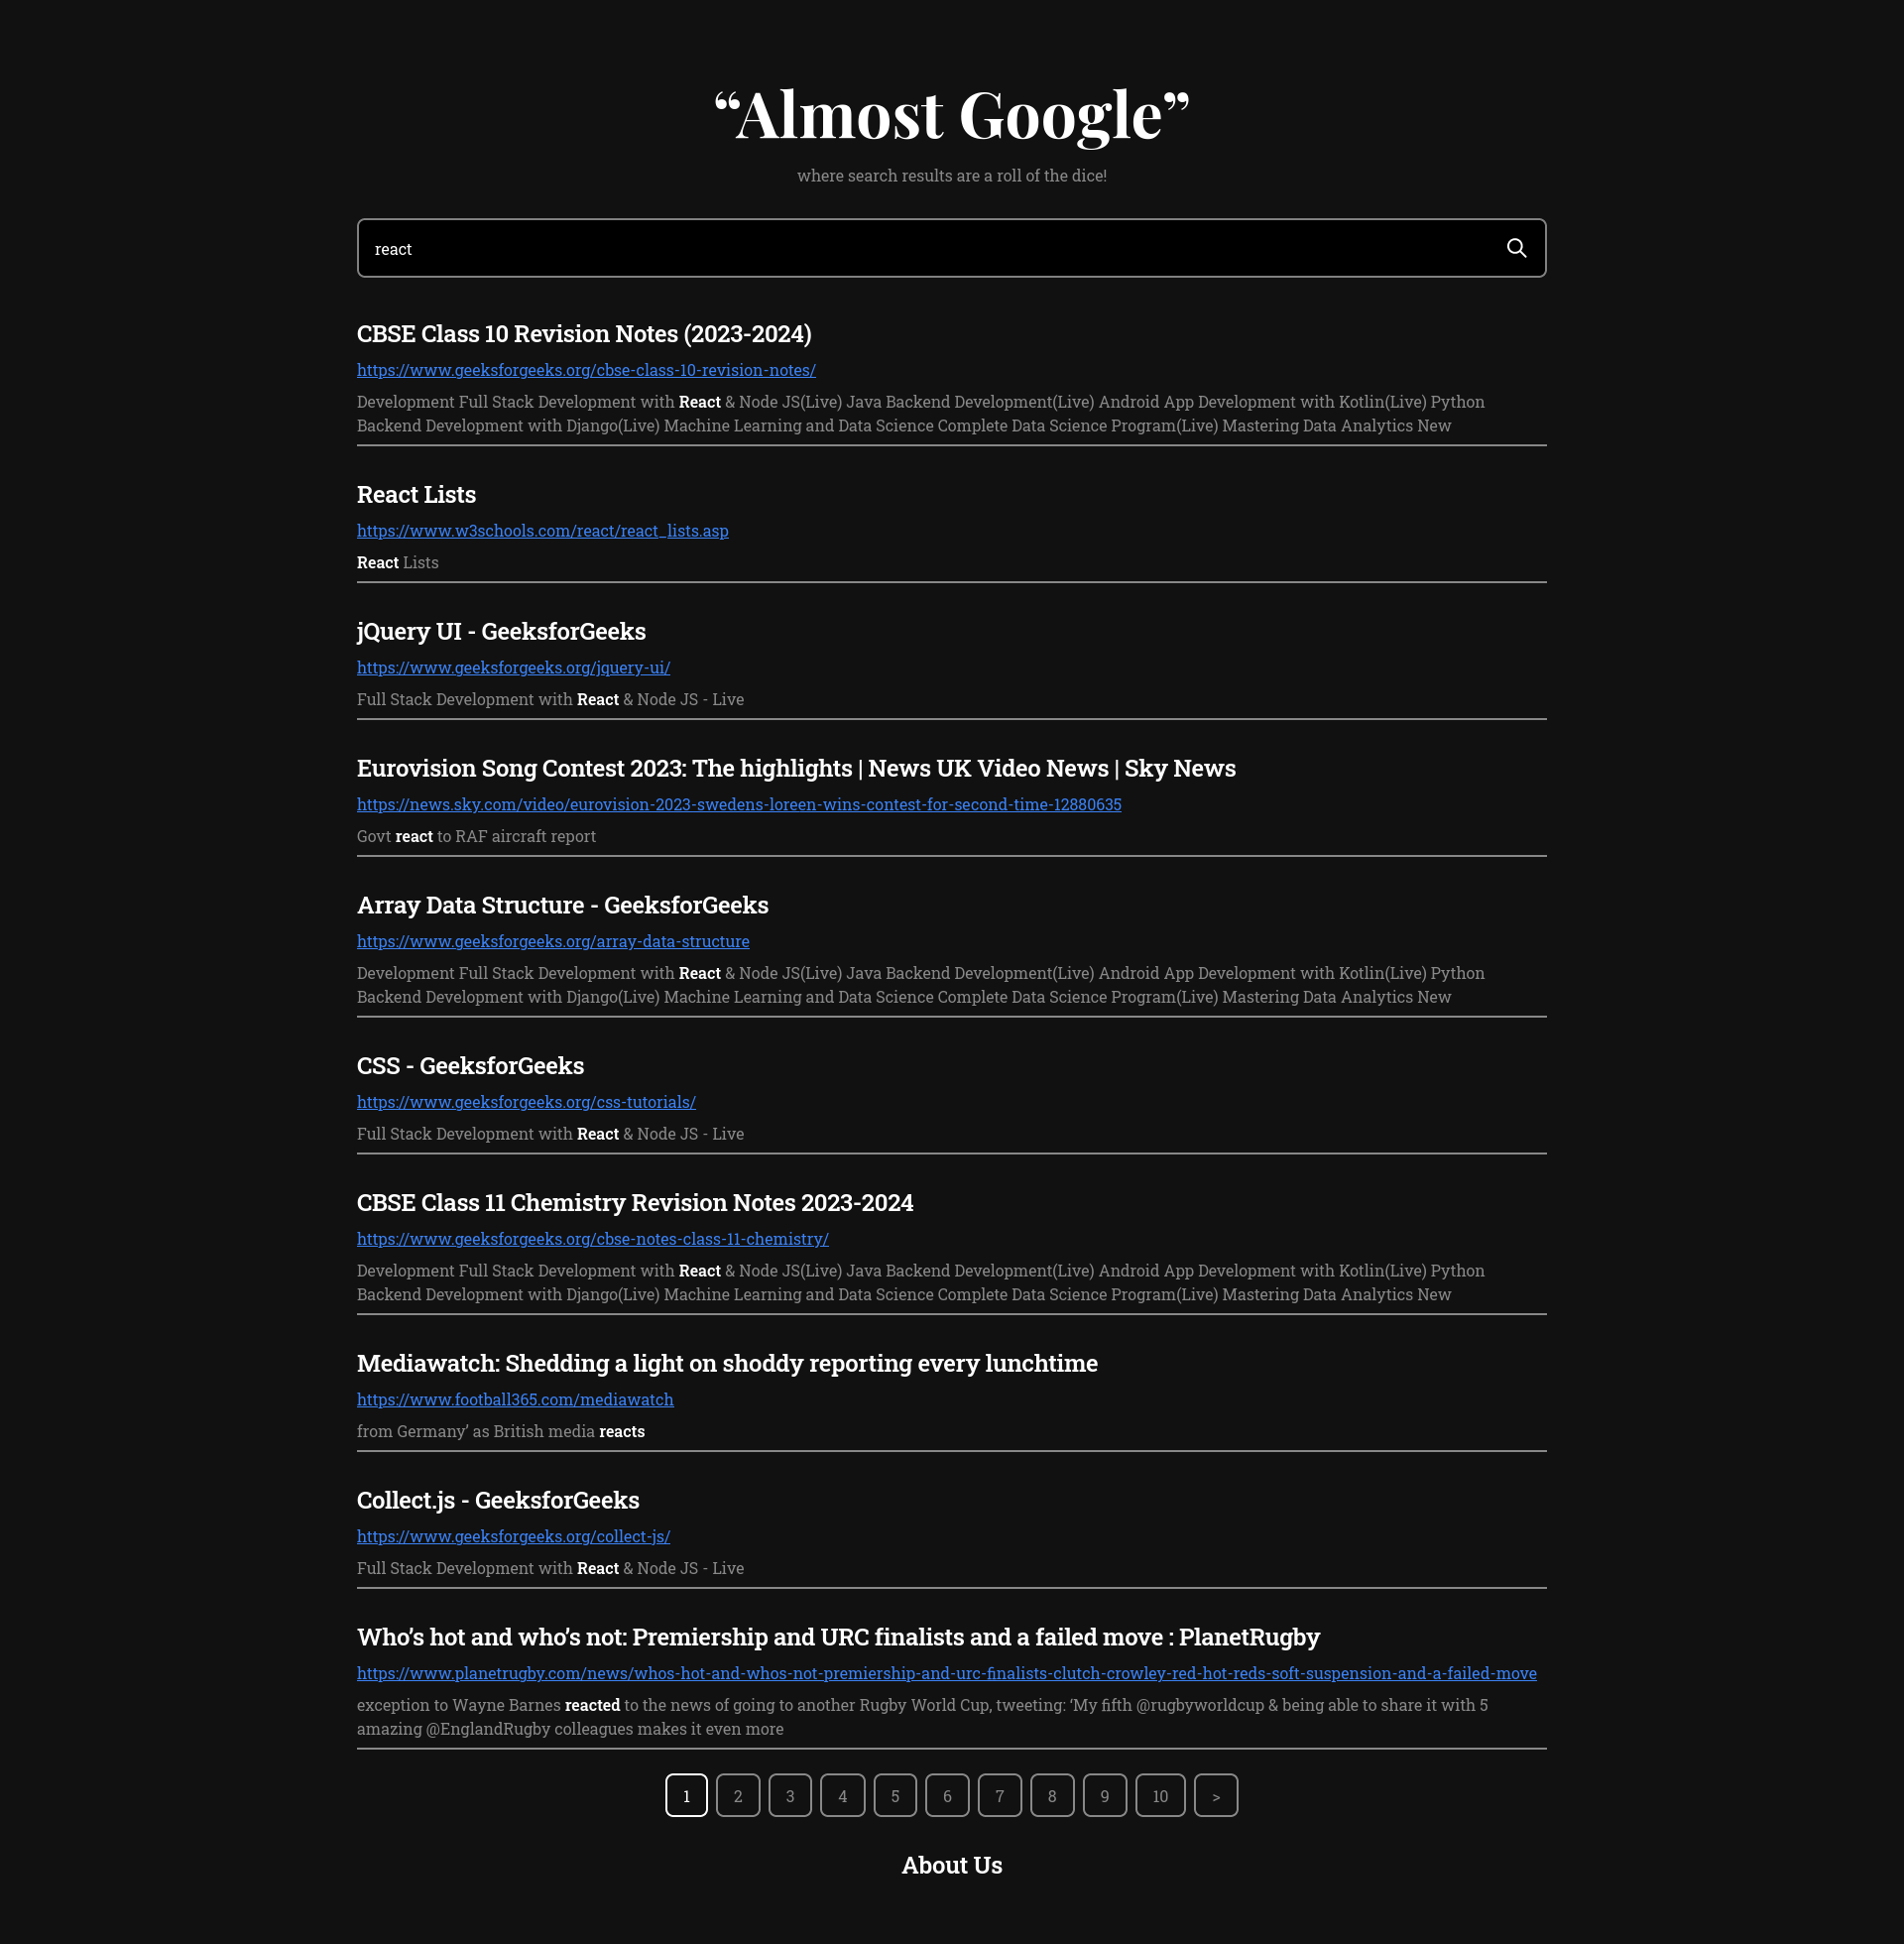 “Almost Google”
where search results are a roll of the dice!
react
CBSE Class 10 Revision Notes (2023-2024)
https://www.geeksforgeeks.org/cbse-class-10-revision-notes/
Development Full Stack Development with React & Node JS(Live) Java Backend Development(Live) Android App Development with Kotlin(Live) Python
Backend Development with Django(Live) Machine Learning and Data Science Complete Data Science Program(Live) Mastering Data Analytics New
React Lists
https://www.w3schools.com/react/react_lists.asp
React Lists
jQuery UI - GeeksforGeeks
https://www.geeksforgeeks.org/jquery-ui/
Full Stack Development with React & Node JS - Live
Eurovision Song Contest 2023: The highlights | News UK Video News | Sky News
https://news.sky.com/video/eurovision-2023-swedens-loreen-wins-contest-for-second-time-12880635
Govt react to RAF aircraft report
Array Data Structure - GeeksforGeeks
https://www.geeksforgeeks.org/array-data-structure
Development Full Stack Development with React & Node JS(Live) Java Backend Development(Live) Android App Development with Kotlin(Live) Python
Backend Development with Django(Live) Machine Learning and Data Science Complete Data Science Program(Live) Mastering Data Analytics New
CSS - GeeksforGeeks
https://www.geeksforgeeks.org/css-tutorials/
Full Stack Development with React & Node JS - Live
CBSE Class 11 Chemistry Revision Notes 2023-2024
https://www.geeksforgeeks.org/cbse-notes-class-11-chemistry/
Development Full Stack Development with React & Node JS(Live) Java Backend Development(Live) Android App Development with Kotlin(Live) Python
Backend Development with Django(Live) Machine Learning and Data Science Complete Data Science Program(Live) Mastering Data Analytics New
Mediawatch: Shedding a light on shoddy reporting every lunchtime
https://www.football365.com/mediawatch
from Germany’ as British media reacts
Collect.js - GeeksforGeeks
https://www.geeksforgeeks.org/collect-js/
Full Stack Development with React & Node JS - Live
Who’s hot and who’s not: Premiership and URC finalists and a failed move : PlanetRugby
https://www.planetrugby.com/news/whos-hot-and-whos-not-premiership-and-urc-finalists-clutch-crowley-red-hot-reds-soft-suspension-and-a-failed-move
exception to Wayne Barnes reacted to the news of going to another Rugby World Cup, tweeting: ‘My fifth @rugbyworldcup & being able to share it with 5
amazing @EnglandRugby colleagues makes it even more
1 2 3 4 5 6 7 8 9 10 >
About Us